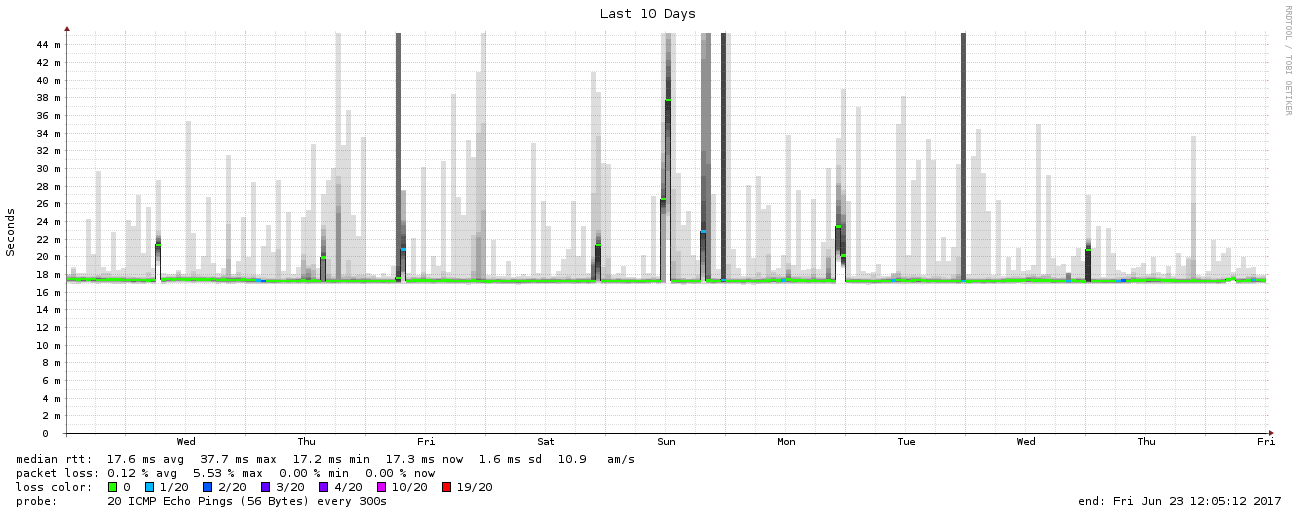 Last 10 Days
RRDTOOL / TOBI OETIKER
Seconds
44 m
42 m
40 m
38 m
36 m
34 m
32 m
30 m
28 m
26 m
24 m
22 m
20 m
18 m
16 m
14 m
12 m
10 m
8 m
6 m
4 m
2 m
0
Wed Thu Fri Sat Sun Mon Tue Wed Thu Fri
median rtt: 17.6 ms avg 37.7 ms max 17.2 ms min 17.3 ms now 1.6 ms sd 10.9 am/s
packet loss: 0.12 % avg 5.53 % max 0.00 % min 0.00 % now
loss color: 0 1/20 2/20 3/20 4/20 10/20 19/20
probe: 20 ICMP Echo Pings (56 Bytes) every 300s end: Fri Jun 23 12:05:12 2017